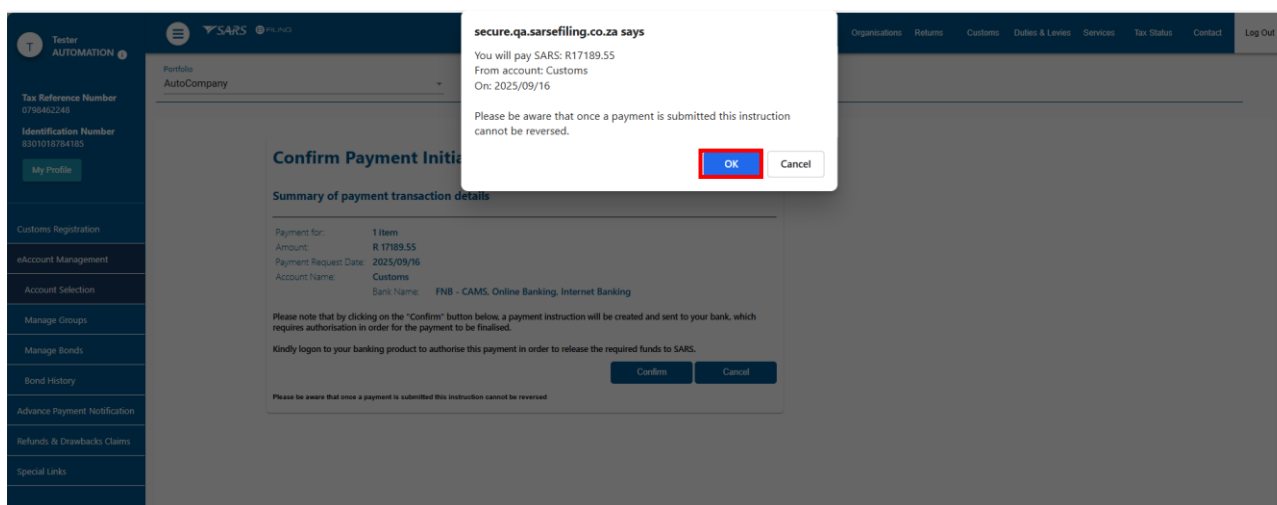 T
Tester
AUTOMATION i
SARS eFILING
Organisations Returns Customs Duties & Levies Services Tax Status Contact Log Out
secure.qa.sarsefiling.co.za says
You will pay SARS: R17189.55
From account: Customs
On: 2025/09/16
Please be aware that once a payment is submitted this instruction
cannot be reversed.
OK Cancel
Portfolio
AutoCompany
Tax Reference Number
0798462248
Identification Number
8301018784185
My Profile
Customs Registration
eAccount Management
Account Selection
Manage Groups
Manage Bonds
Bond History
Advance Payment Notification
Refunds & Drawbacks Claims
Special Links
Confirm Payment Initia
Summary of payment transaction details
Payment for: 1 item
Amount: R 17189.55
Payment Request Date: 2025/09/16
Account Name: Customs
Bank Name: FNB - CAMS, Online Banking, Internet Banking
Please note that by clicking on the "Confirm" button below, a payment instruction will be created and sent to your bank, which
requires authorisation in order for the payment to be finalised.
Kindly logon to your banking product to authorise this payment in order to release the required funds to SARS.
Confirm Cancel
Please be aware that once a payment is submitted this instruction cannot be reversed